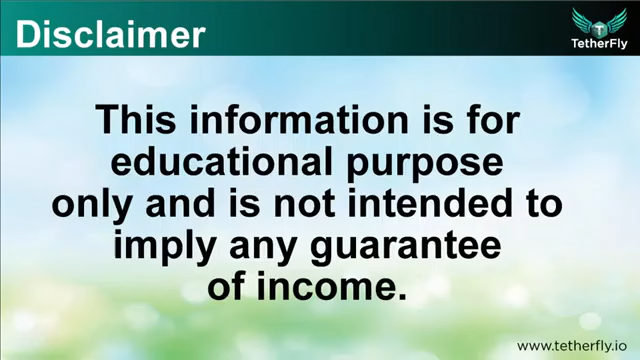 Disclaimer
TetherFly
This information is for
educational purpose
only and is not intended to
imply any guarantee
of income.
www.tetherfly.io